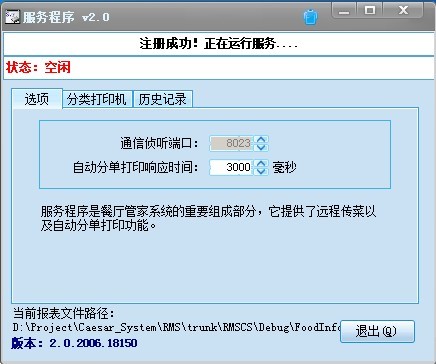 服务程序 v2.0
注册成功！正在运行服务....
状态：空闲
选项 分类打印机 历史记录
通信侦听端口： 8023
自动分单打印响应时间： 3000 毫秒
服务程序是餐厅管家系统的重要组成部分，它提供了远程传菜以
及自动分单打印功能。
当前报表文件路径：
D:\Project\Caesar_System\RMS\trunk\RMSCS\Debug\FoodInfo
退出(Q)
版本：2.0.2006.18150